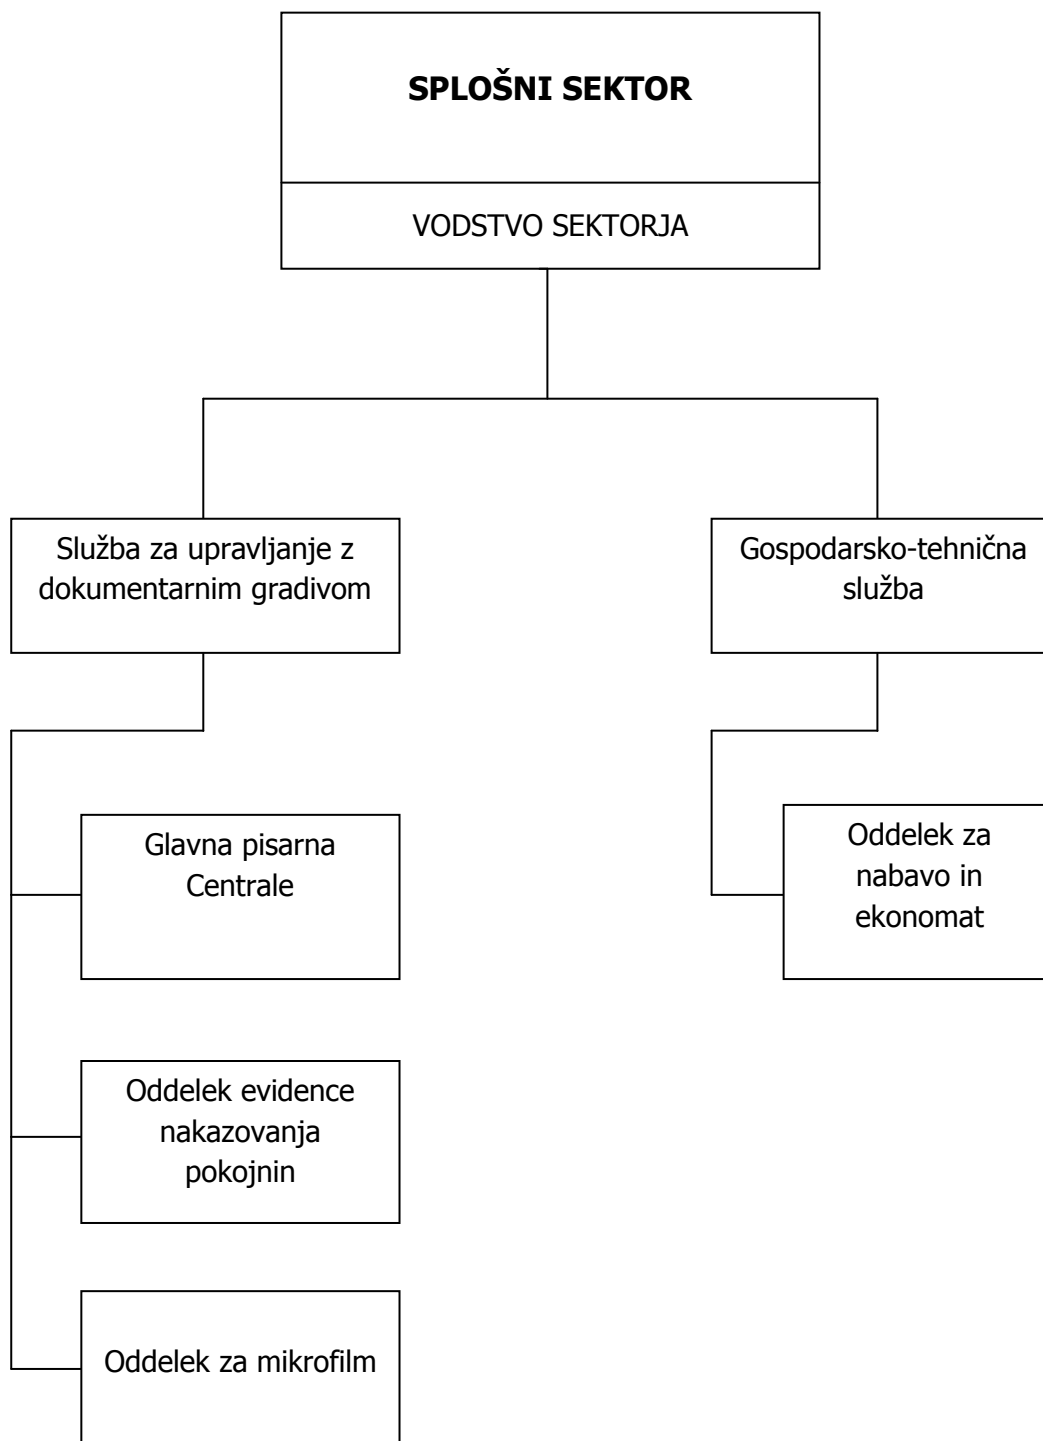 SPLOŠNI SEKTOR
VODSTVO SEKTORJA
Služba za upravljanje z
dokumentarnim gradivom
Gospodarsko-tehnična
služba
Glavna pisarna
Centrale
Oddelek za
nabavo in
ekonomat
Oddelek evidence
nakazovanja
pokojnin
Oddelek za mikrofilm